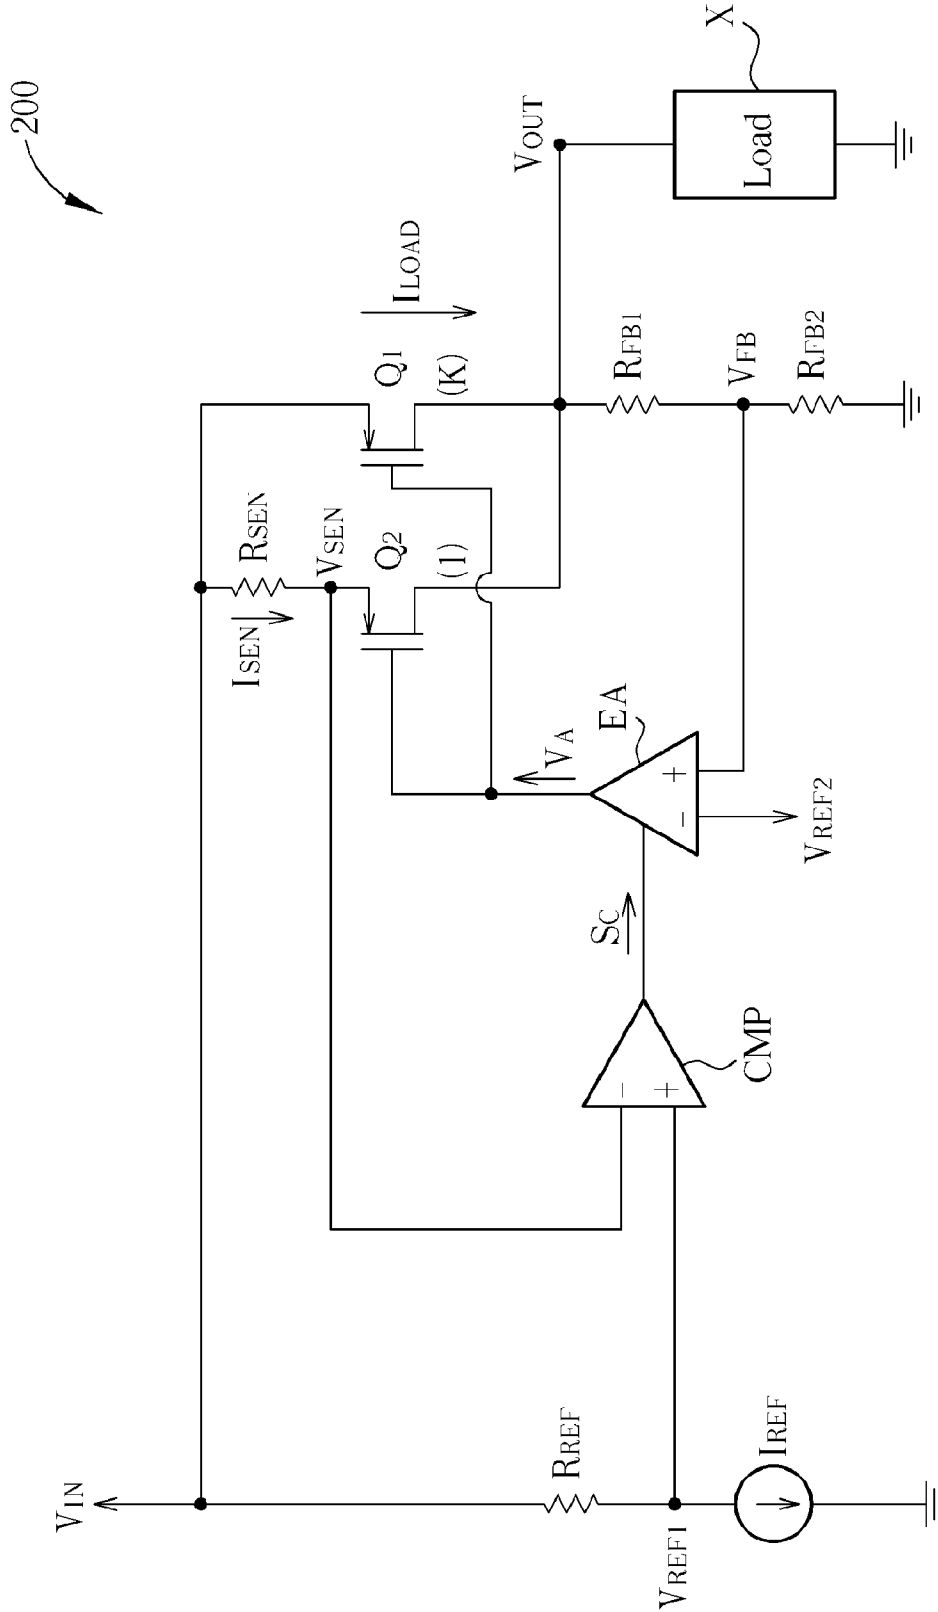 200
VIN
ISEN
RSEN
VSEN
Q2
(1)
Q1
(K)
ILOAD
VOUT
X
Load
RREF
VREF1
IREF
-
+
CMP
SC
VA
EA
-
+
VREF2
RFB1
VFB
RFB2